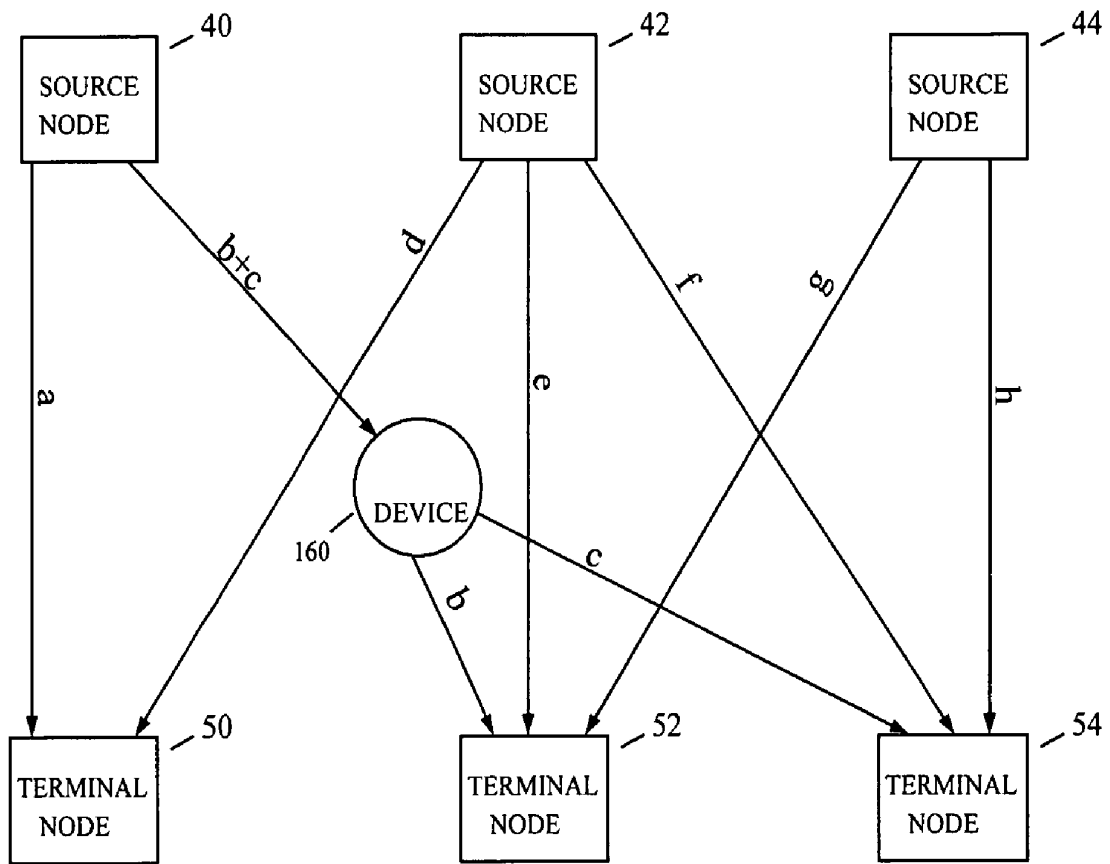 40
42
44
SOURCE
NODE
SOURCE
NODE
SOURCE
NODE
b+c
d
f
g
a
e
h
DEVICE
160
b
c
50
52
54
TERMINAL
NODE
TERMINAL
NODE
TERMINAL
NODE